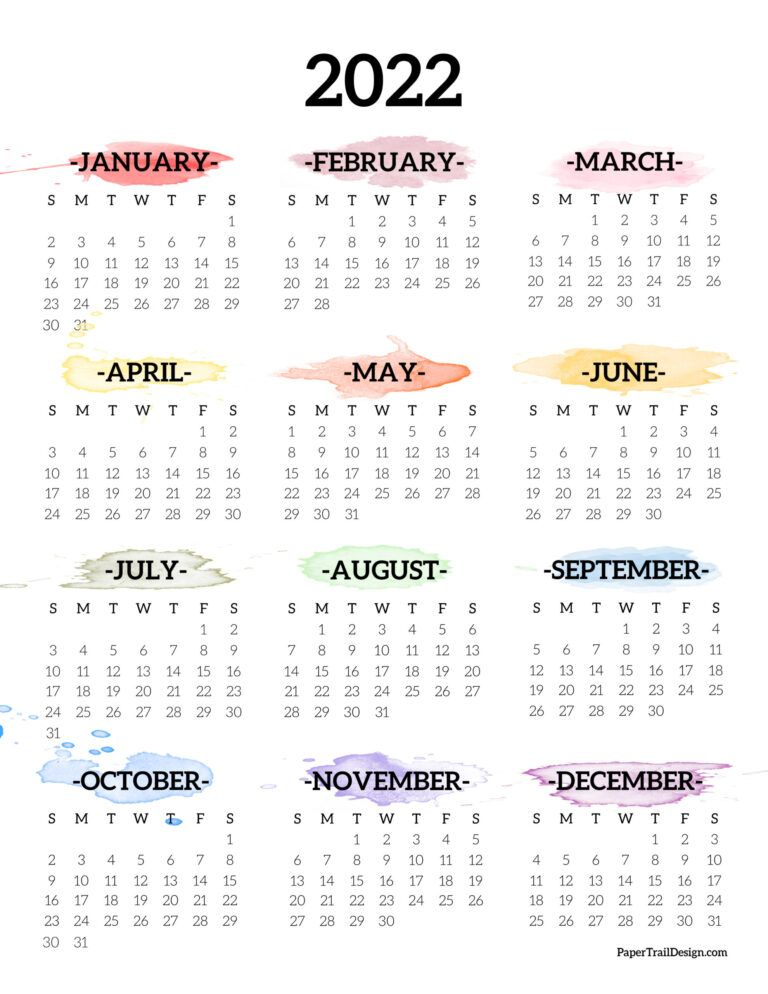 2022
-JANUARY-
S M T W T F S
1
2 3 4 5 6 7 8
9 10 11 12 13 14 15
16 17 18 19 20 21 22
23 24 25 26 27 28 29
30 31
-FEBRUARY-
S M T W T F S
1 2 3 4 5
6 7 8 9 10 11 12
13 14 15 16 17 18 19
20 21 22 23 24 25 26
27 28
-MARCH-
S M T W T F S
1 2 3 4 5
6 7 8 9 10 11 12
13 14 15 16 17 18 19
20 21 22 23 24 25 26
27 28 29 30 31
-APRIL-
S M T W T F S
1 2
3 4 5 6 7 8 9
10 11 12 13 14 15 16
17 18 19 20 21 22 23
24 25 26 27 28 29 30
-MAY-
S M T W T F S
1 2 3 4 5 6 7
8 9 10 11 12 13 14
15 16 17 18 19 20 21
22 23 24 25 26 27 28
29 30 31
-JUNE-
S M T W T F S
1 2 3 4
5 6 7 8 9 10 11
12 13 14 15 16 17 18
19 20 21 22 23 24 25
26 27 28 29 30
-JULY-
S M T W T F S
1 2
3 4 5 6 7 8 9
10 11 12 13 14 15 16
17 18 19 20 21 22 23
24 25 26 27 28 29 30
31
-AUGUST-
S M T W T F S
1 2 3 4 5 6
7 8 9 10 11 12 13
14 15 16 17 18 19 20
21 22 23 24 25 26 27
28 29 30 31
-SEPTEMBER-
S M T W T F S
1 2 3 4
5 6 7 8 9 10 11
12 13 14 15 16 17 18
19 20 21 22 23 24 25
26 27 28 29 30
-OCTOBER-
S M T W T F S
1
2 3 4 5 6 7 8
9 10 11 12 13 14 15
16 17 18 19 20 21 22
23 24 25 26 27 28 29
30 31
-NOVEMBER-
S M T W T F S
1 2 3 4 5
6 7 8 9 10 11 12
13 14 15 16 17 18 19
20 21 22 23 24 25 26
27 28 29 30
-DECEMBER-
S M T W T F S
1 2 3
4 5 6 7 8 9 10
11 12 13 14 15 16 17
18 19 20 21 22 23 24
25 26 27 28 29 30 31
PaperTrailDesign.com